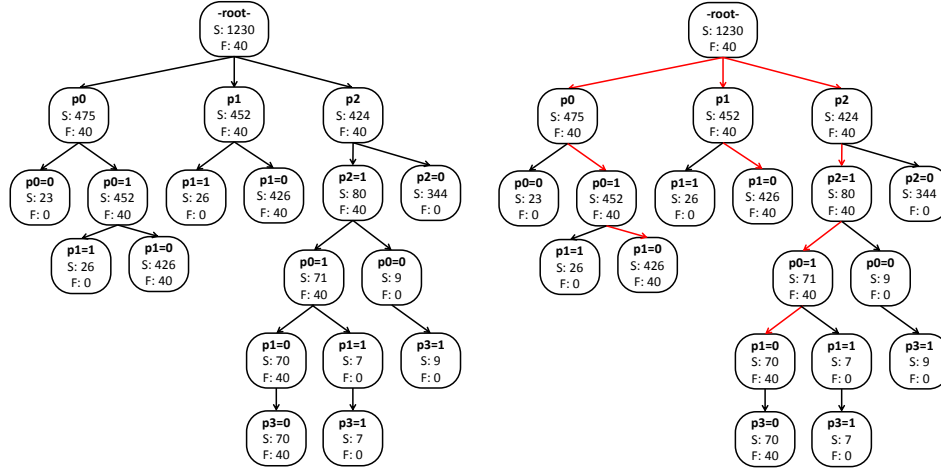 -root-
S: 1230
F: 40
p0
S: 475
F: 40
p1
S: 452
F: 40
p2
S: 424
F: 40
p0=0
S: 23
F: 0
p0=1
S: 452
F: 40
p1=1
S: 26
F: 0
p1=0
S: 426
F: 40
p2=1
S: 80
F: 40
p2=0
S: 344
F: 0
p1=1
S: 26
F: 0
p1=0
S: 426
F: 40
p0=1
S: 71
F: 40
p0=0
S: 9
F: 0
p1=0
S: 70
F: 40
p1=1
S: 7
F: 0
p3=1
S: 9
F: 0
p3=0
S: 70
F: 40
p3=1
S: 7
F: 0
-root-
S: 1230
F: 40
p0
S: 475
F: 40
p1
S: 452
F: 40
p2
S: 424
F: 40
p0=0
S: 23
F: 0
p0=1
S: 452
F: 40
p1=1
S: 26
F: 0
p1=0
S: 426
F: 40
p2=1
S: 80
F: 40
p2=0
S: 344
F: 0
p1=1
S: 26
F: 0
p1=0
S: 426
F: 40
p0=1
S: 71
F: 40
p0=0
S: 9
F: 0
p1=0
S: 70
F: 40
p1=1
S: 7
F: 0
p3=1
S: 9
F: 0
p3=0
S: 70
F: 40
p3=1
S: 7
F: 0